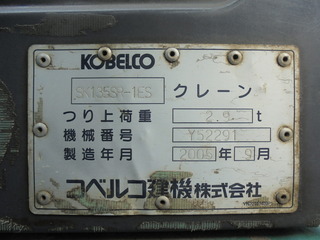 KOBELCO
SK135SR-1ES クレーン
つり上荷重 2.9 t
機械番号 YS2291
製造年月 2005年 9月
コベルコ建機株式会社